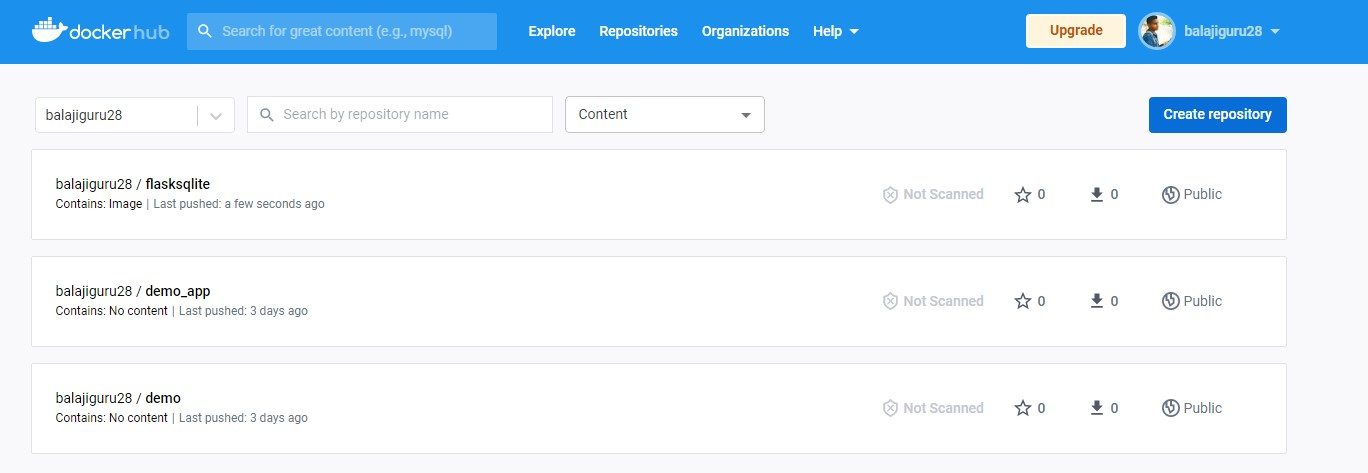 docker hub Search for great content (e.g., mysql) Explore Repositories Organizations Help Upgrade balajiguru28
balajiguru28 Search by repository name Content Create repository
balajiguru28 / flasksqlite
Contains: Image | Last pushed: a few seconds ago
Not Scanned 0 0 Public
balajiguru28 / demo_app
Contains: No content | Last pushed: 3 days ago
Not Scanned 0 0 Public
balajiguru28 / demo
Contains: No content | Last pushed: 3 days ago
Not Scanned 0 0 Public